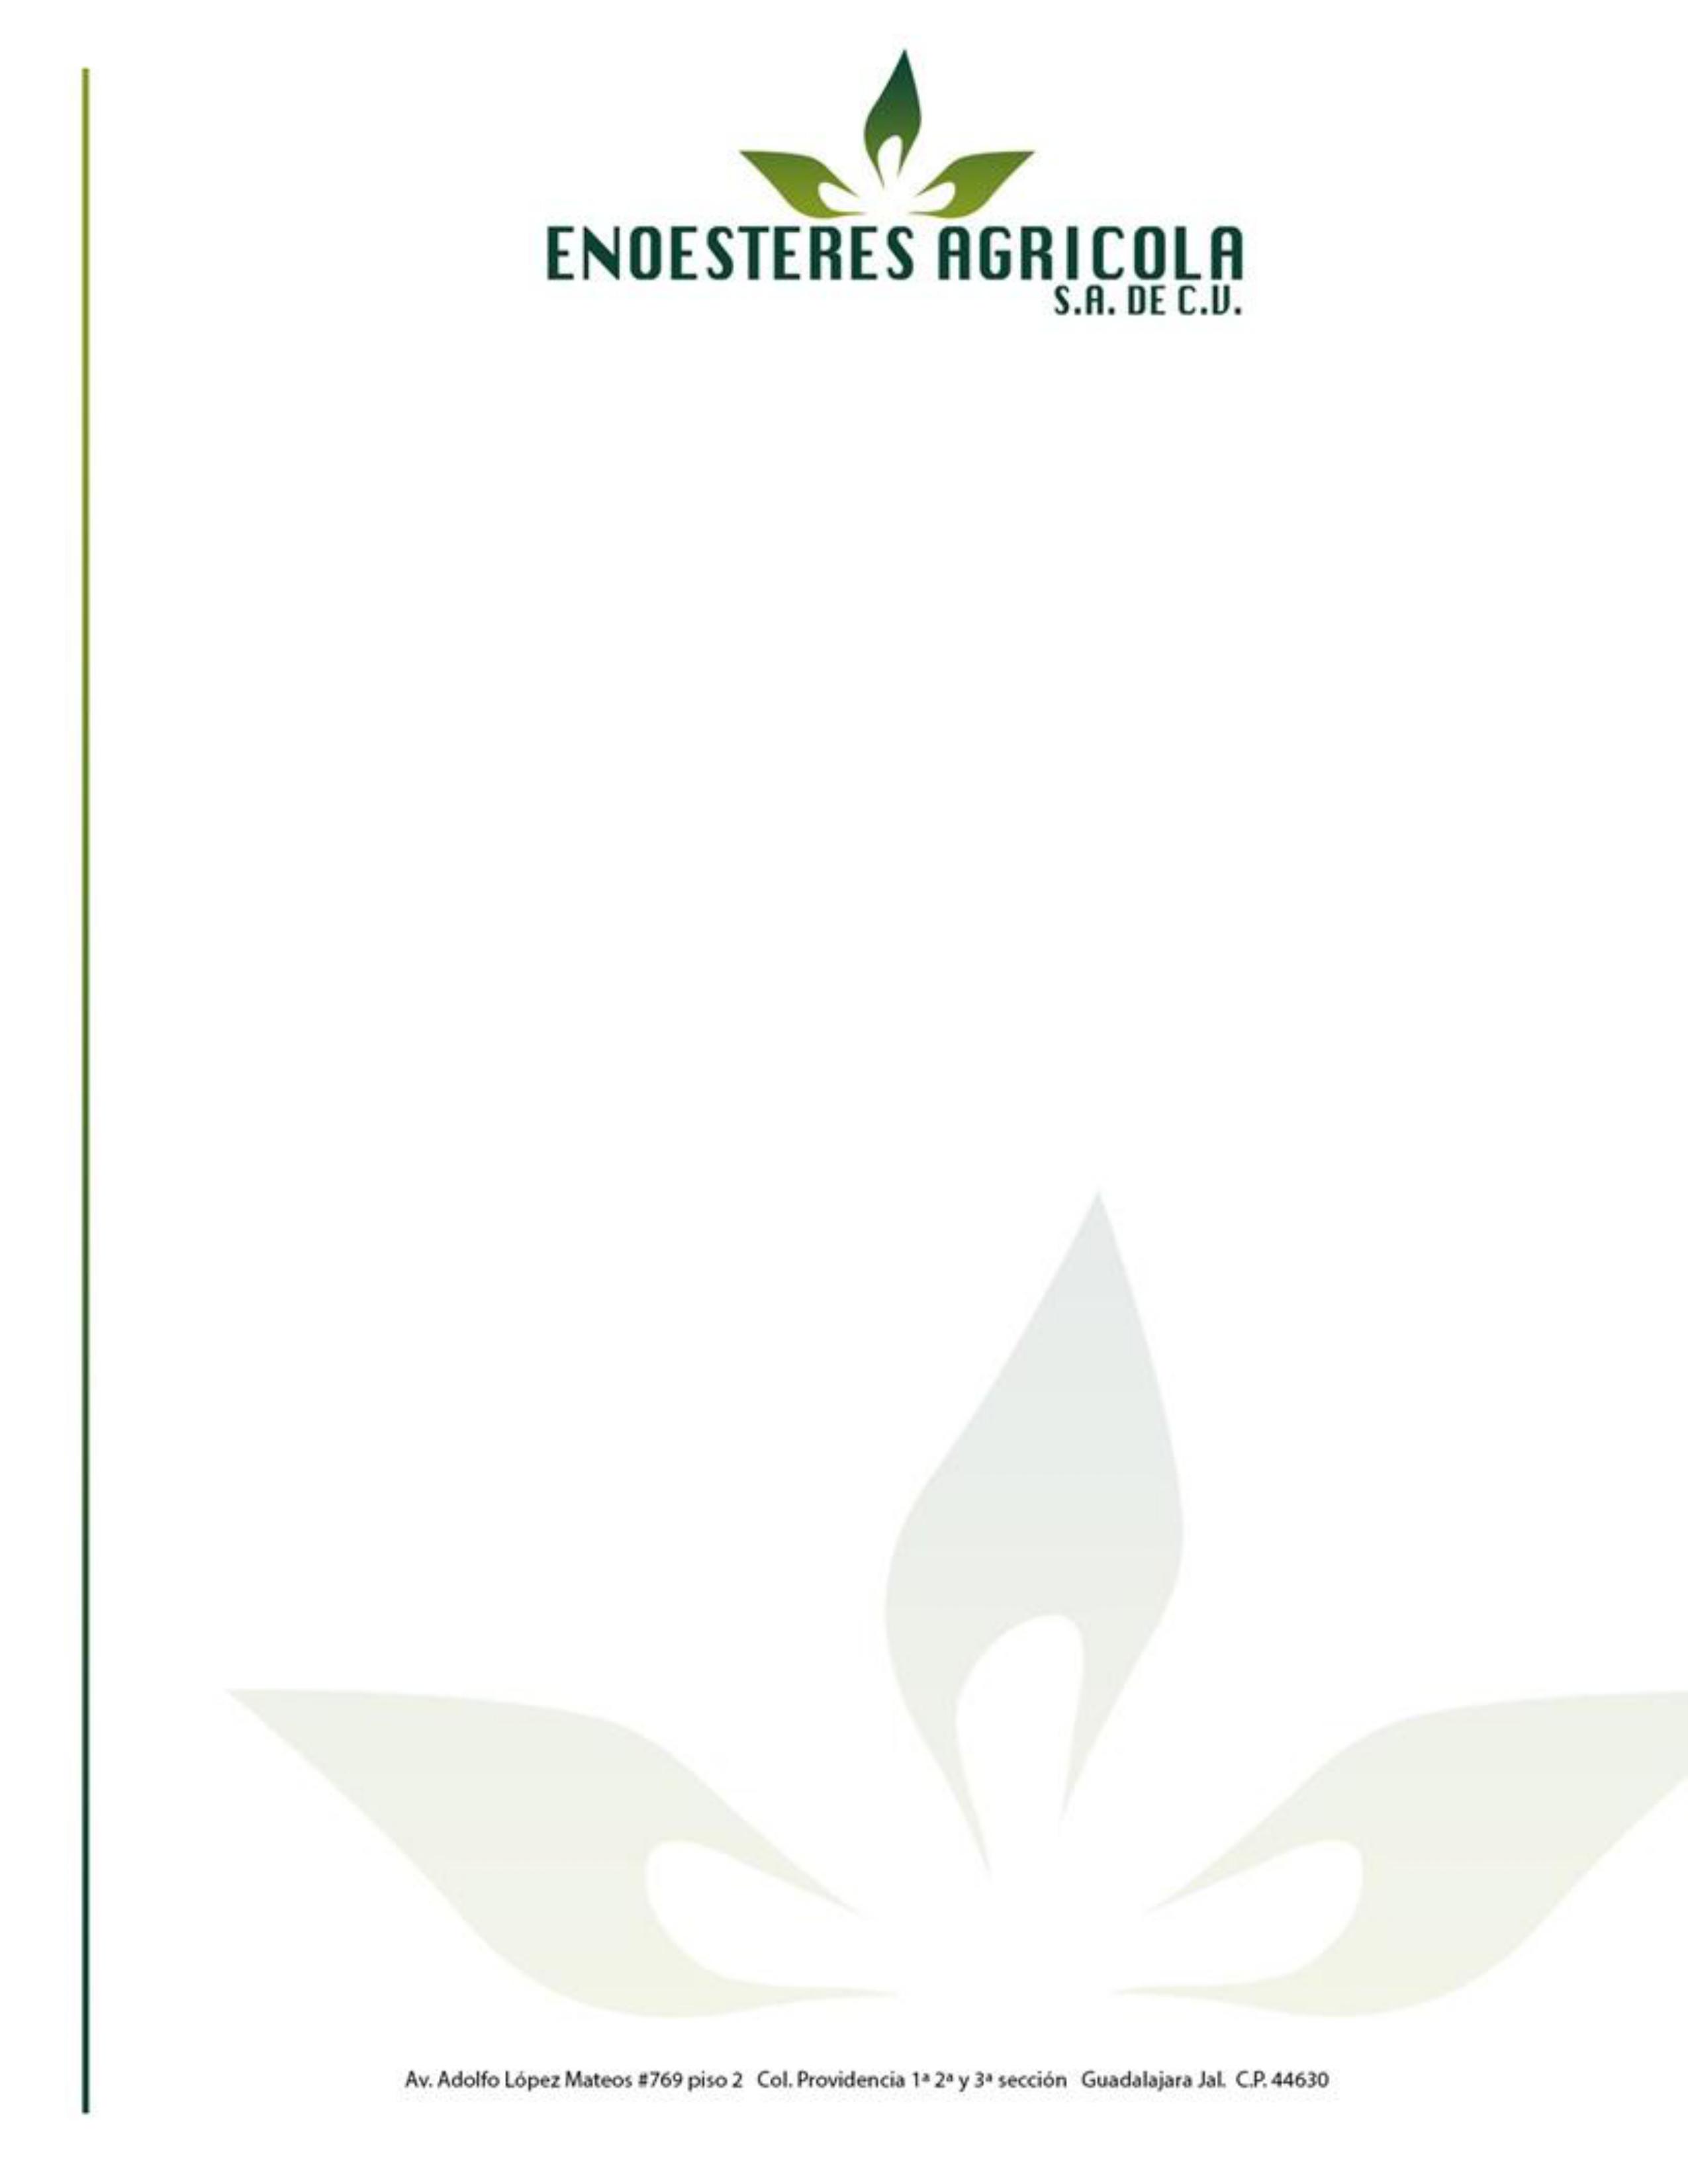 ENOESTERES AGRICOLA
S.A. DE C.V.
Av. Adolfo López Mateos #769 piso 2 Col. Providencia 1ª 2ª y 3ª sección Guadalajara Jal. C.P. 44630